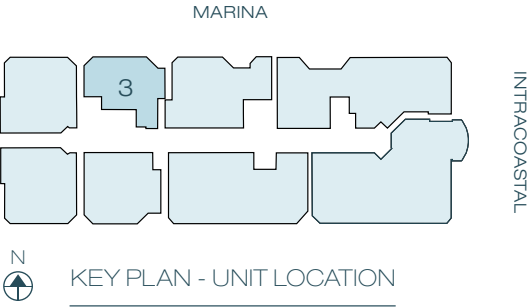 MARINA
3
INTRACOASTAL
N
KEY PLAN - UNIT LOCATION